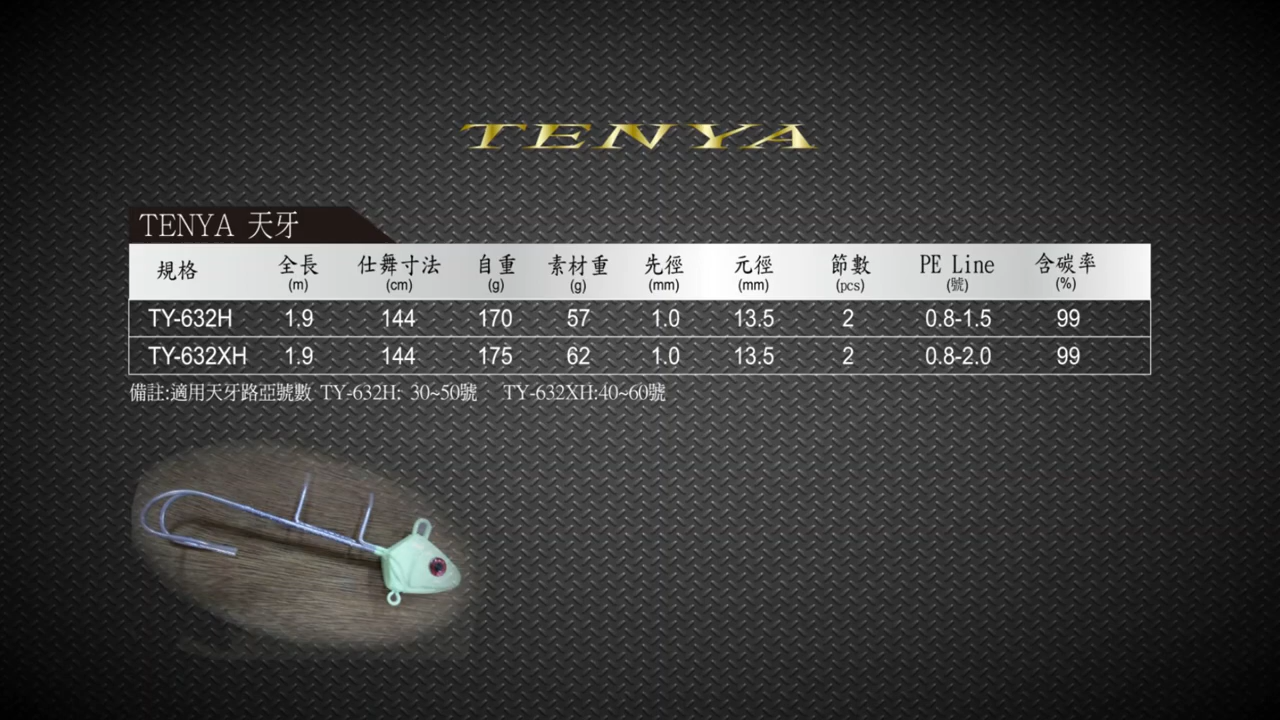 TENYA
TENYA 天牙
規格 全長 (m) 仕舞寸法 (cm) 自重 (g) 素材重 (g) 先徑 (mm) 元徑 (mm) 節數 (pcs) PE Line (號) 含碳率 (%)
TY-632H 1.9 144 170 57 1.0 13.5 2 0.8-1.5 99
TY-632XH 1.9 144 175 62 1.0 13.5 2 0.8-2.0 99
備註:適用天牙路亞號數 TY-632H: 30~50號 TY-632XH:40~60號